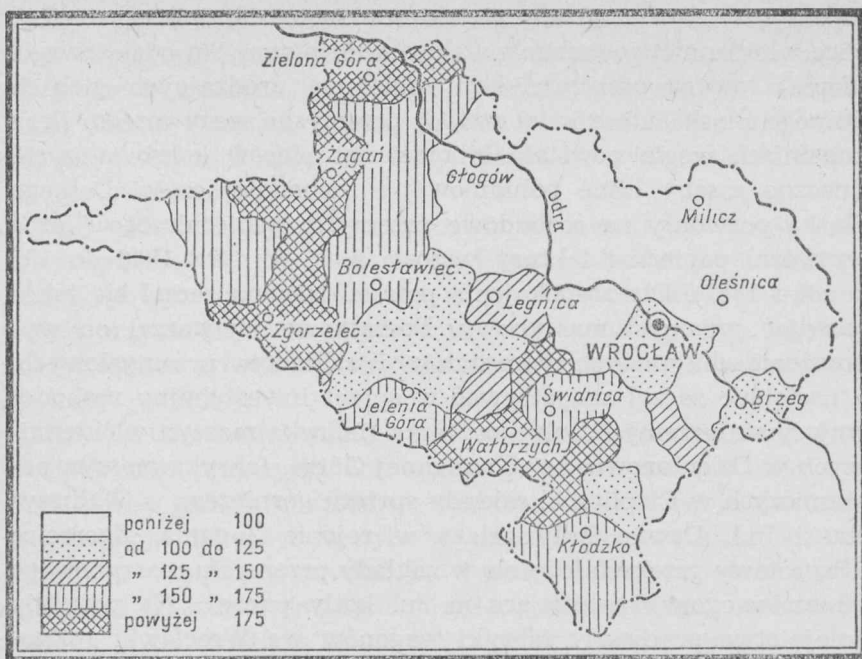 Zielona Góra
Żagań
Głogów
Odra
Milicz
Bolesławiec
Oleśnica
Legnica
Zgorzelec
WROCŁAW
Jelenia
Góra
Świdnica
Brzeg
Wałbrzych
Kłodzko
poniżej 100
od 100 do 125
„ 125 „ 150
„ 150 „ 175
powyżej 175